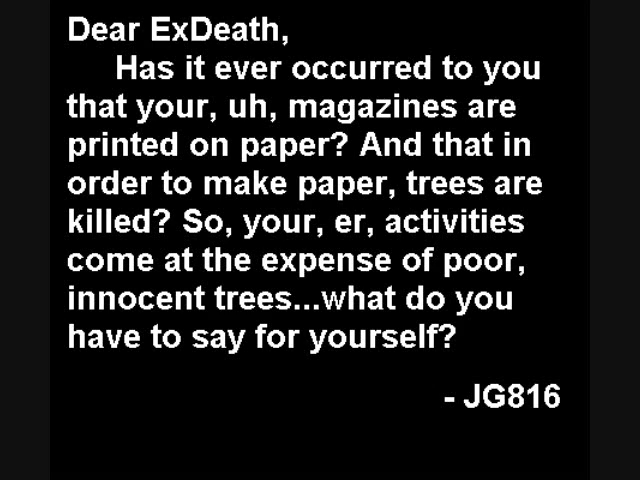 Dear ExDeath,
Has it ever occurred to you
that your, uh, magazines are
printed on paper? And that in
order to make paper, trees are
killed? So, your, er, activities
come at the expense of poor,
innocent trees...what do you
have to say for yourself?
- JG816